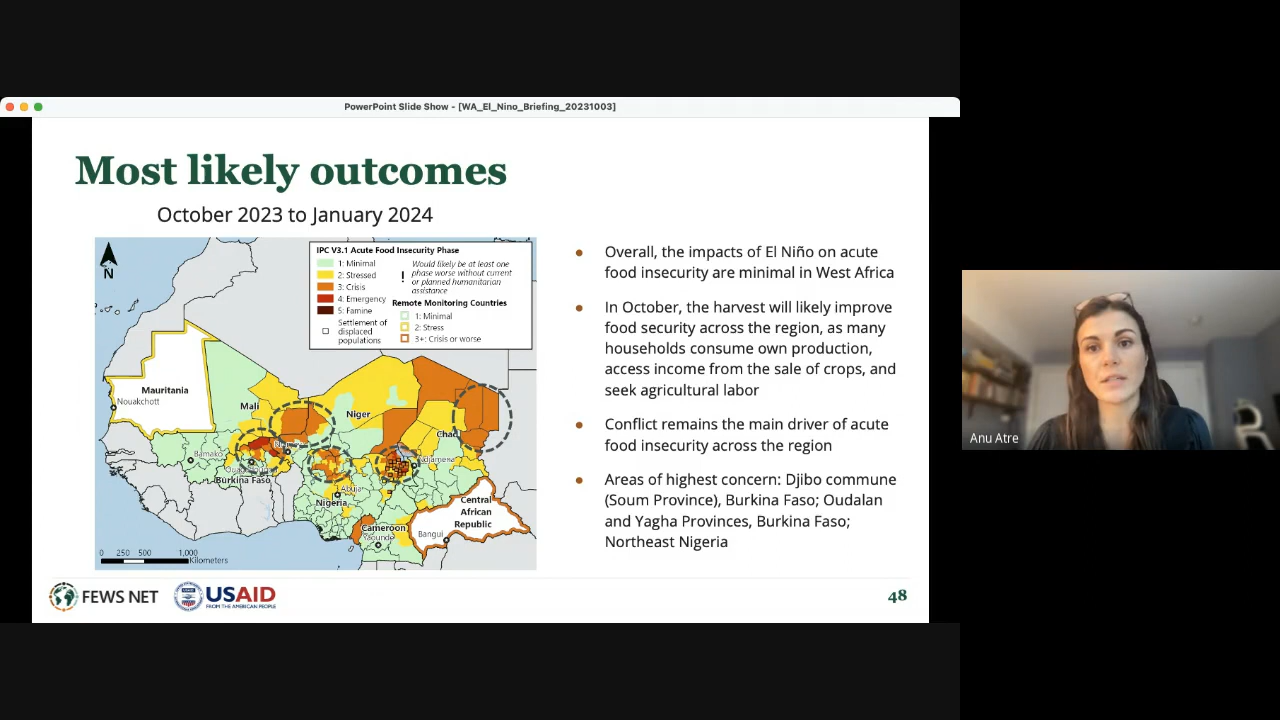 PowerPoint Slide Show - [WA_El_Nino_Briefing_20231003]
Most likely outcomes
October 2023 to January 2024
N
IPC V3.1 Acute Food Insecurity Phase
1: Minimal
2: Stressed
3: Crisis
4: Emergency
5: Famine
Settlement of
displaced
populations
! Would likely be at least one
phase worse without current
or planned humanitarian
assistance
Remote Monitoring Countries
1: Minimal
2: Stress
3+: Crisis or worse
Mauritania
Nouakchott
Mali
Niger
Chad
Bamako
Burkina Faso
Abuja
Nigeria
Central
African
Republic
Cameroon
Yaounde
Bangui
0 250 500 1,000
Kilometers
• Overall, the impacts of El Niño on acute
food insecurity are minimal in West Africa
• In October, the harvest will likely improve
food security across the region, as many
households consume own production,
access income from the sale of crops, and
seek agricultural labor
• Conflict remains the main driver of acute
food insecurity across the region
• Areas of highest concern: Djibo commune
(Soum Province), Burkina Faso; Oudalan
and Yagha Provinces, Burkina Faso;
Northeast Nigeria
FEWS NET
USAID
FROM THE AMERICAN PEOPLE
48
Anu Atre